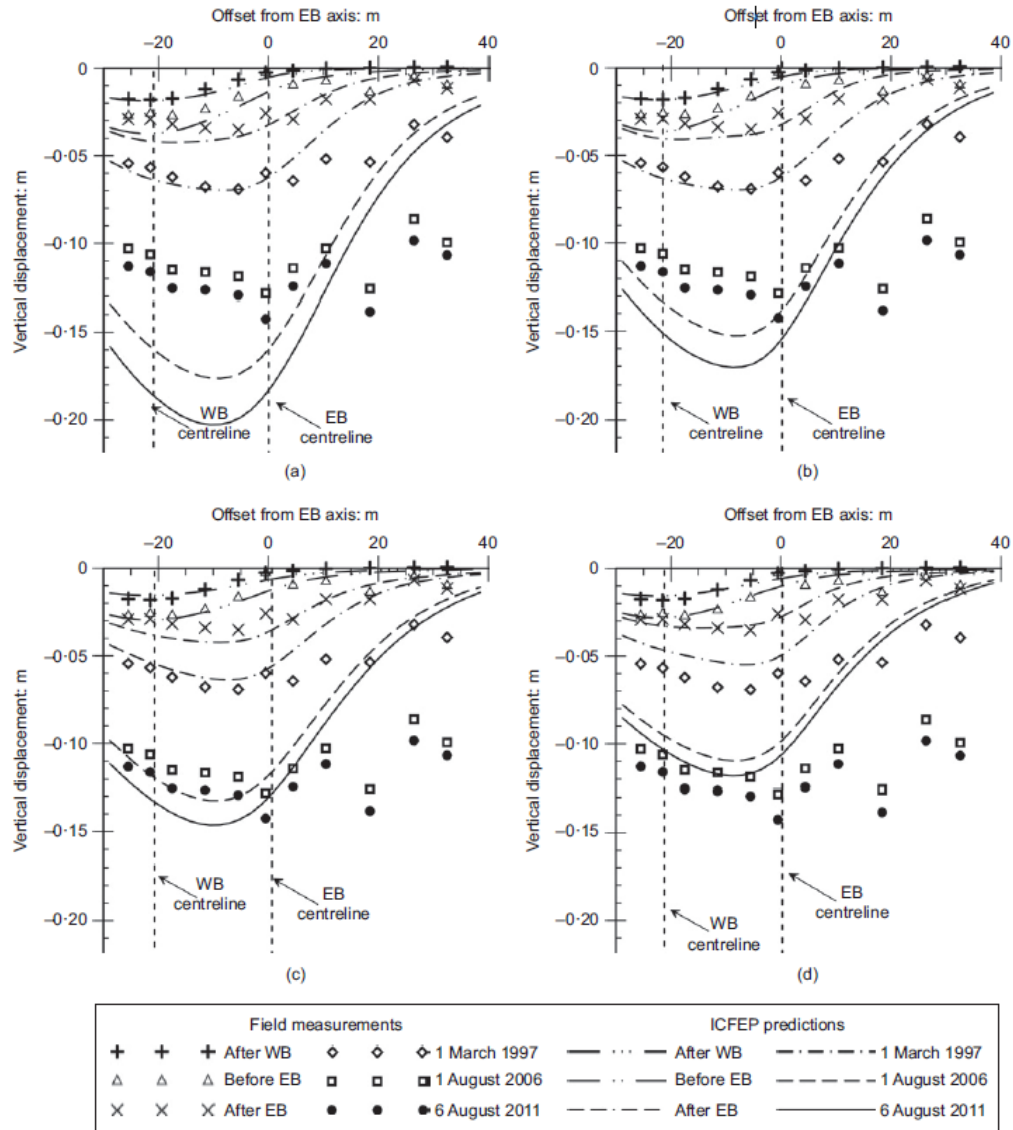 Offset from EB axis: m
−20 0 20 40
0
−0·05
−0·10
−0·15
−0·20
Vertical displacement: m
WB
centreline
EB
centreline
(a)
Offset from EB axis: m
−20 0 20 40
0
−0·05
−0·10
−0·15
−0·20
Vertical displacement: m
WB
centreline
EB
centreline
(b)
Offset from EB axis: m
−20 0 20 40
0
−0·05
−0·10
−0·15
−0·20
Vertical displacement: m
WB
centreline
EB
centreline
(c)
Offset from EB axis: m
−20 0 20 40
0
−0·05
−0·10
−0·15
−0·20
Vertical displacement: m
WB
centreline
EB
centreline
(d)
Field measurements ICFEP predictions
After WB 1 March 1997 After WB 1 March 1997
Before EB 1 August 2006 Before EB 1 August 2006
After EB 6 August 2011 After EB 6 August 2011